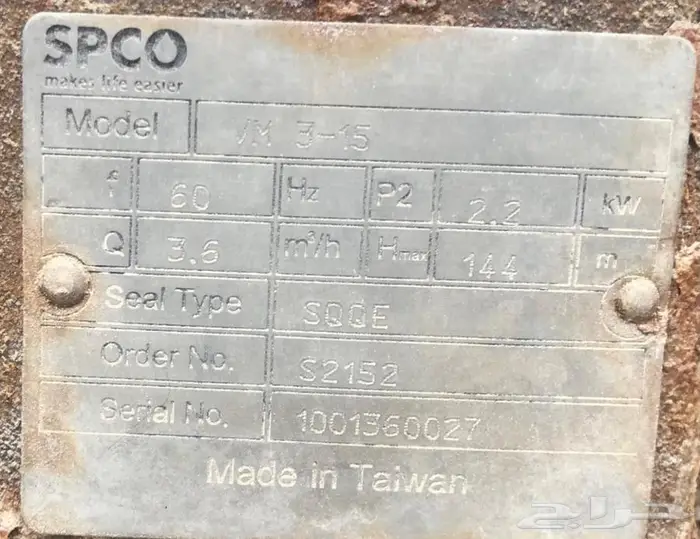 SPCO
makes life easier
Model VM 3-15
f 60 Hz P2 2.2 kW
Q 3.6 m³/h Hmax 144 m
Seal Type SQQE
Order No. S2152
Serial No. 1001360027
Made in Taiwan
حراج